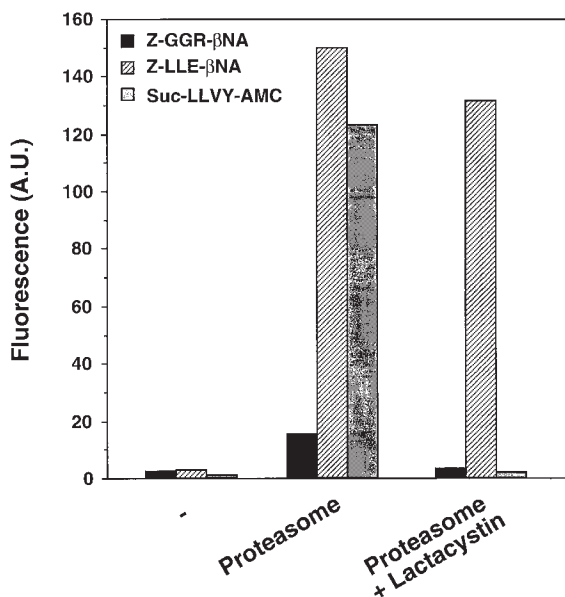 160
140
120
100
80
60
40
20
0
Fluorescence (A.U.)
Z-GGR-βNA
Z-LLE-βNA
Suc-LLVY-AMC
-
Proteasome
Proteasome
+ Lactacystin